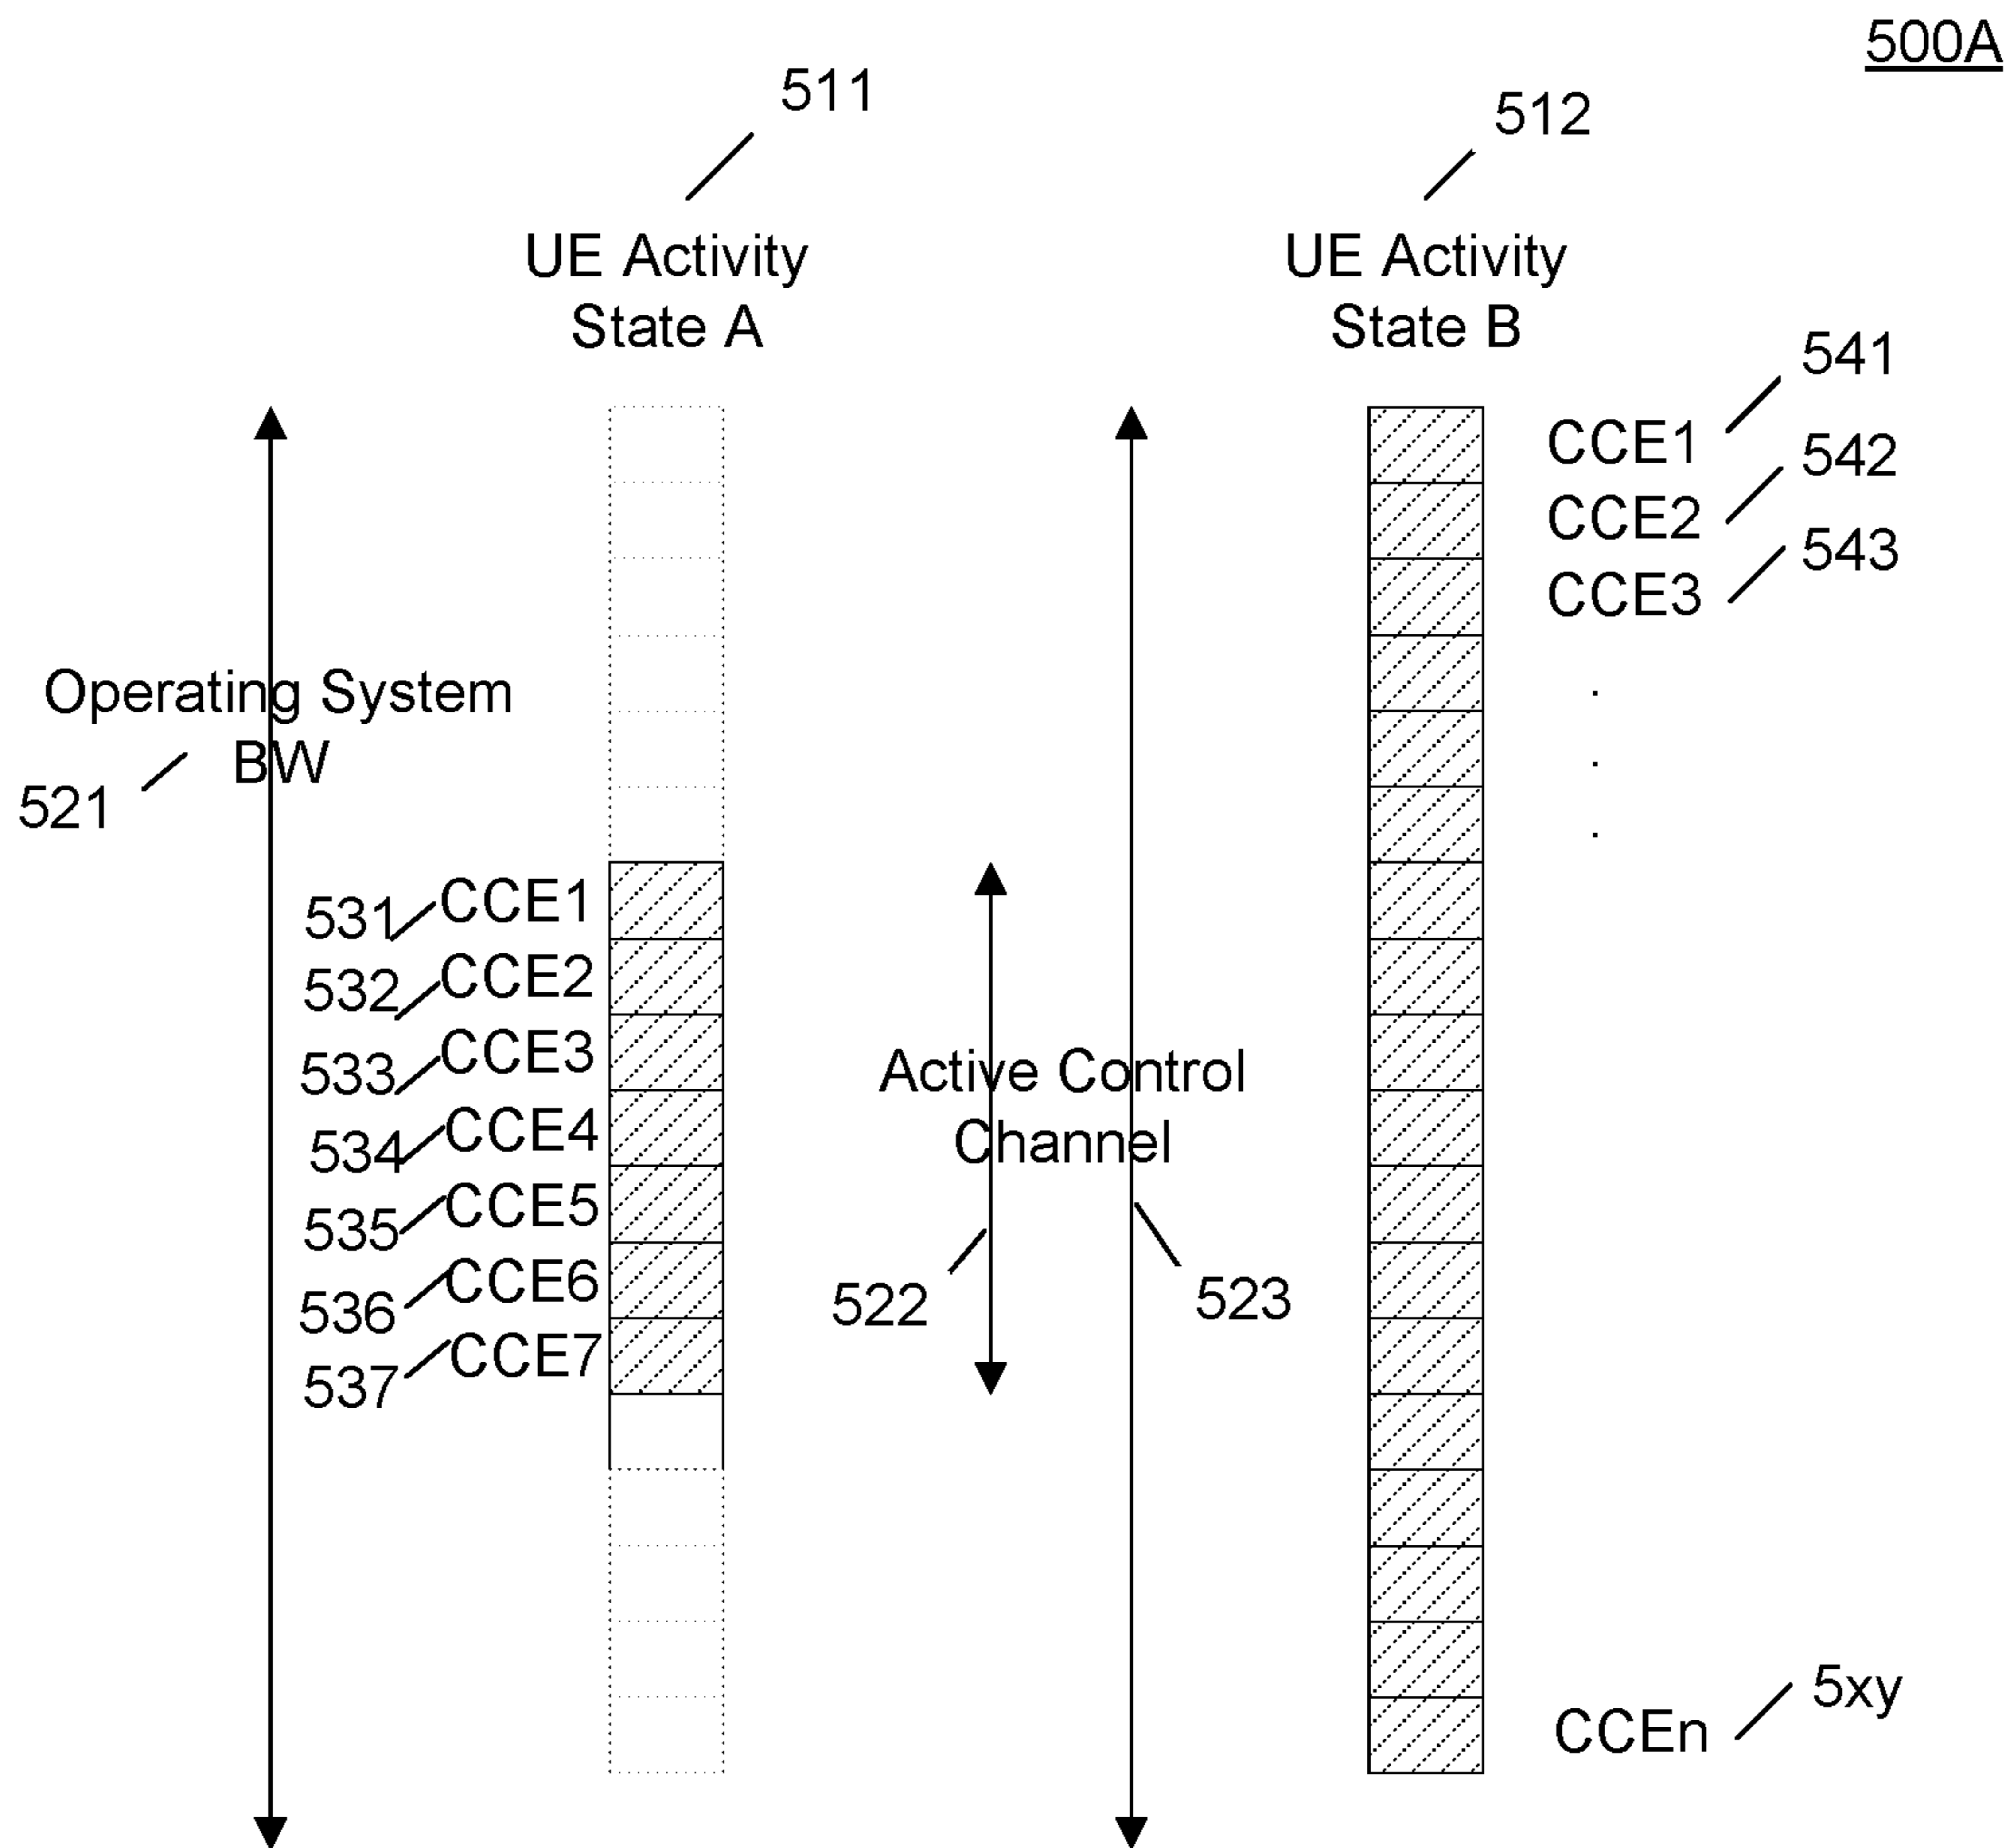 500A
511
512
UE Activity
State A
UE Activity
State B
541
CCE1
542
CCE2
543
CCE3
.
.
.
Operating System
BW
521
531
CCE1
532
CCE2
533
CCE3
534
CCE4
535
CCE5
536
CCE6
537
CCE7
Active Control
Channel
522
523
5xy
CCEn